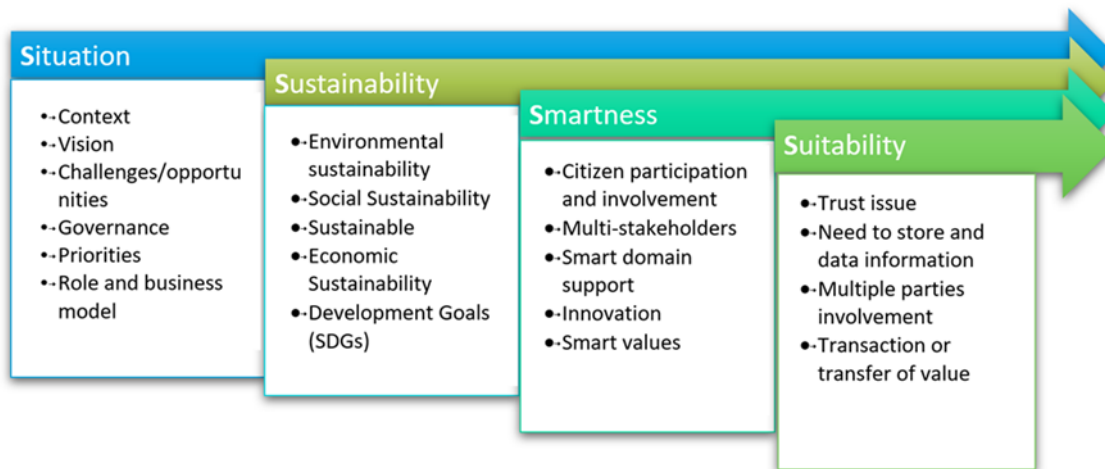 Situation
• Context
• Vision
• Challenges/opportu
nities
• Governance
• Priorities
• Role and business
model
Sustainability
• Environmental
sustainability
• Social Sustainability
• Sustainable
• Economic
Sustainability
• Development Goals
(SDGs)
Smartness
• Citizen participation
and involvement
• Multi-stakeholders
• Smart domain
support
• Innovation
• Smart values
Suitability
• Trust issue
• Need to store and
data information
• Multiple parties
involvement
• Transaction or
transfer of value